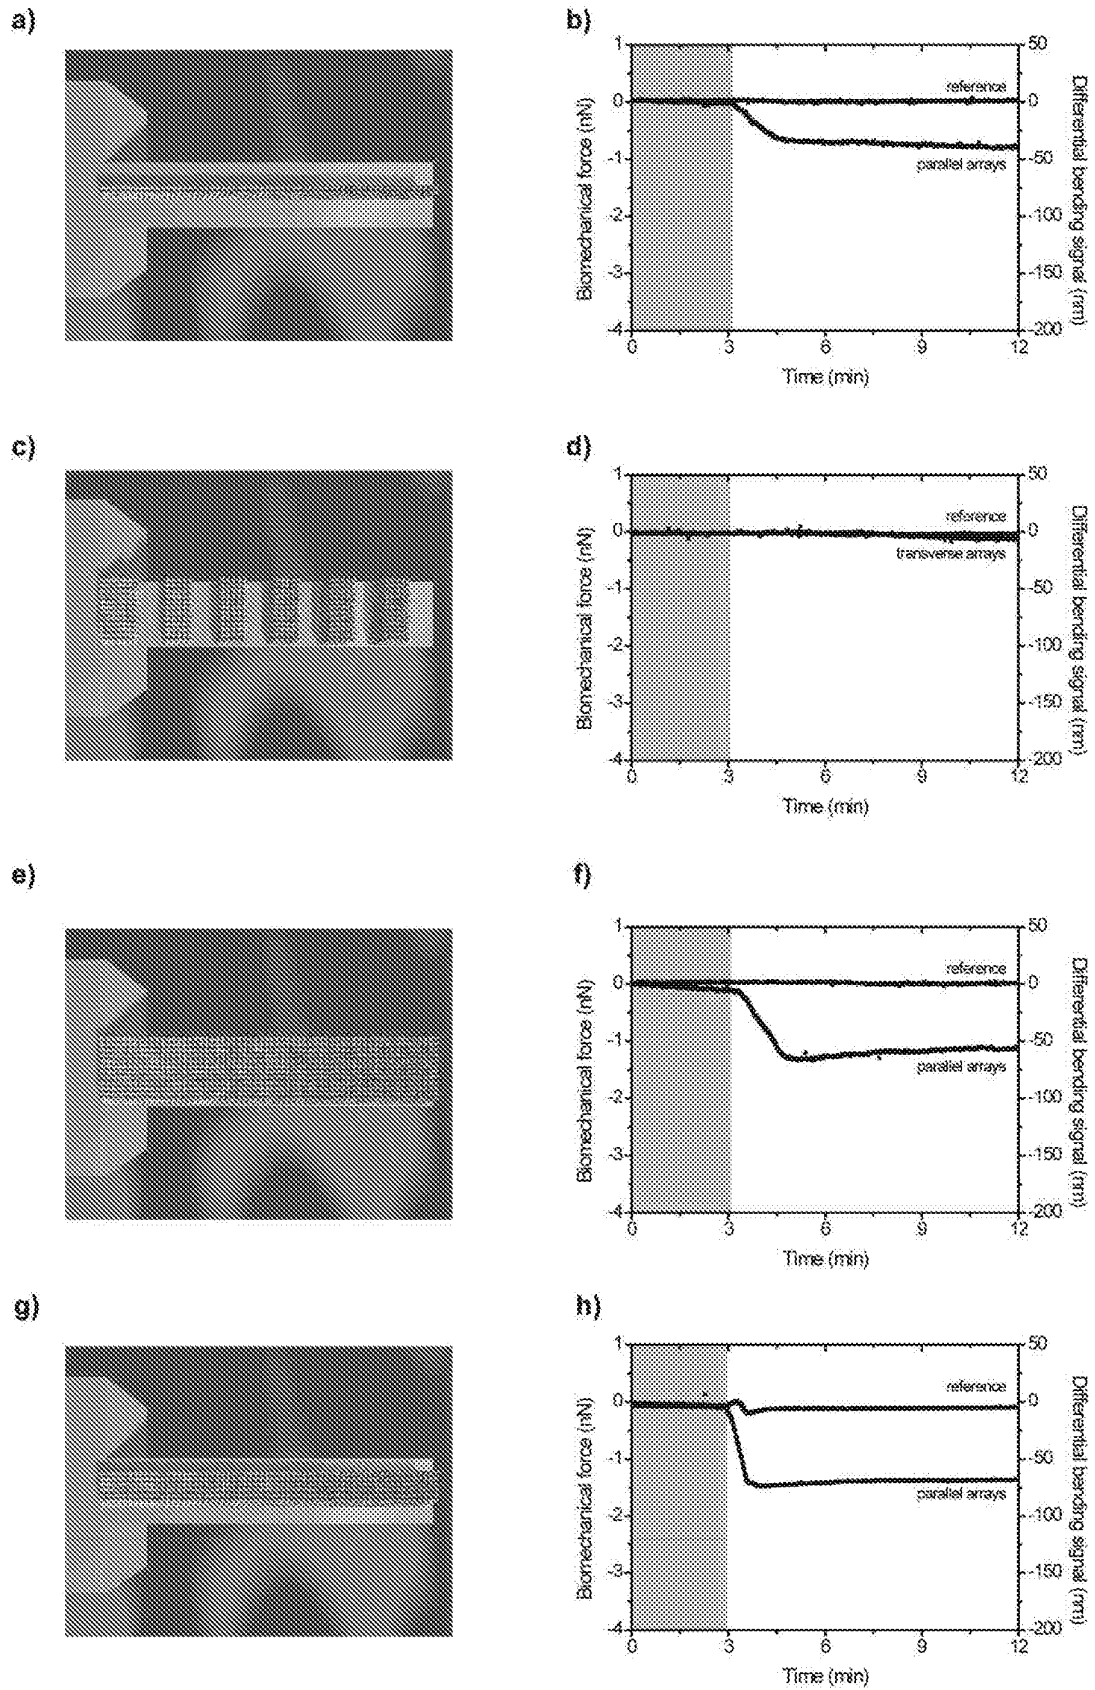 a)
b)
1
0
-1
-2
-3
-4
50
0
-50
-100
-150
-200
Biomechanical force (nN)
Differential bending signal (nm)
reference
parallel arrays
0 3 6 9 12
Time (min)
c)
d)
1
0
-1
-2
-3
-4
50
0
-50
-100
-150
-200
Biomechanical force (nN)
Differential bending signal (nm)
reference
transverse arrays
0 3 6 9 12
Time (min)
e)
f)
1
0
-1
-2
-3
-4
50
0
-50
-100
-150
-200
Biomechanical force (nN)
Differential bending signal (nm)
reference
parallel arrays
0 3 6 9 12
Time (min)
g)
h)
1
0
-1
-2
-3
-4
50
0
-50
-100
-150
-200
Biomechanical force (nN)
Differential bending signal (nm)
reference
parallel arrays
0 3 6 9 12
Time (min)